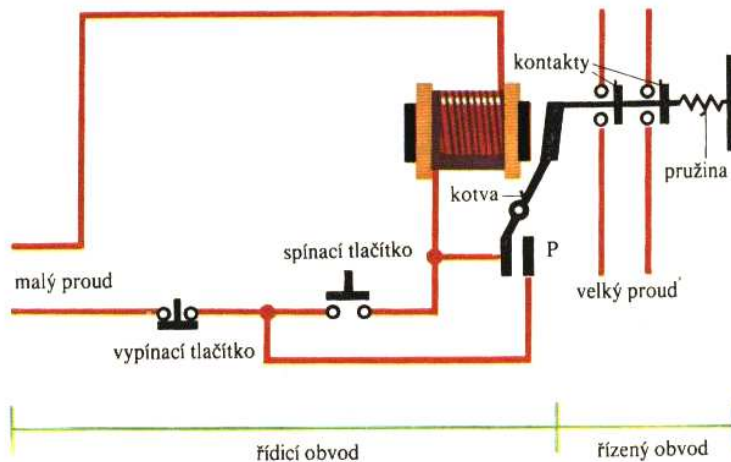 kontakty
pružina
kotva
spínací tlačítko
P
malý proud
velký proud
vypínací tlačítko
řídicí obvod
řízený obvod